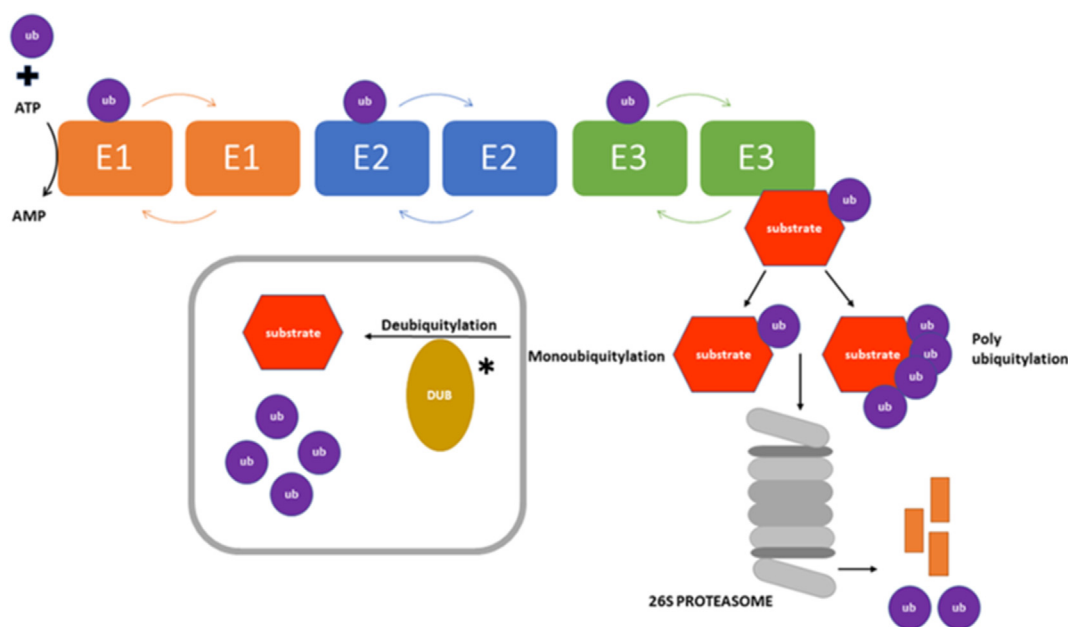 ub
ATP
AMP
ub
E1
E1
ub
E2
E2
ub
E3
E3
substrate
ub
substrate
Deubiquitylation
DUB
*
ub
ub
ub
ub
Monoubiquitylation
substrate
ub
substrate
ub
ub
ub
ub
Poly
ubiquitylation
26S PROTEASOME
ub
ub